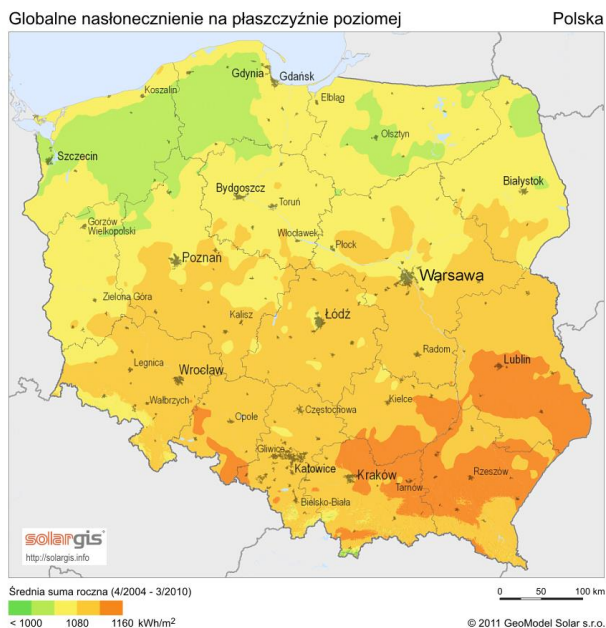 Globalne nasłonecznienie na płaszczyźnie poziomej
Polska
Gdynia
Gdańsk
Koszalin
Elbląg
Olsztyn
Szczecin
Białystok
Bydgoszcz
Toruń
Gorzów
Wielkopolski
Włocławek
Płock
Poznań
Warsawa
Zielona Góra
Kalisz
Łódź
Legnica
Wrocław
Radom
Lublin
Wałbrzych
Opole
Częstochowa
Kielce
Gliwice
Katowice
Kraków
Tarnów
Rzeszów
Bielsko-Biała
solargis
http://solargis.info
Średnia suma roczna (4/2004 - 3/2010)
0 50 100 km
< 1000 1080 1160 kWh/m²
© 2011 GeoModel Solar s.r.o.